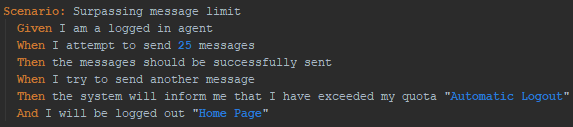 Scenario: Surpassing message limit
Given I am a logged in agent
When I attempt to send 25 messages
Then the messages should be successfully sent
When I try to send another message
Then the system will inform me that I have exceeded my quota "Automatic Logout"
And I will be logged out "Home Page"